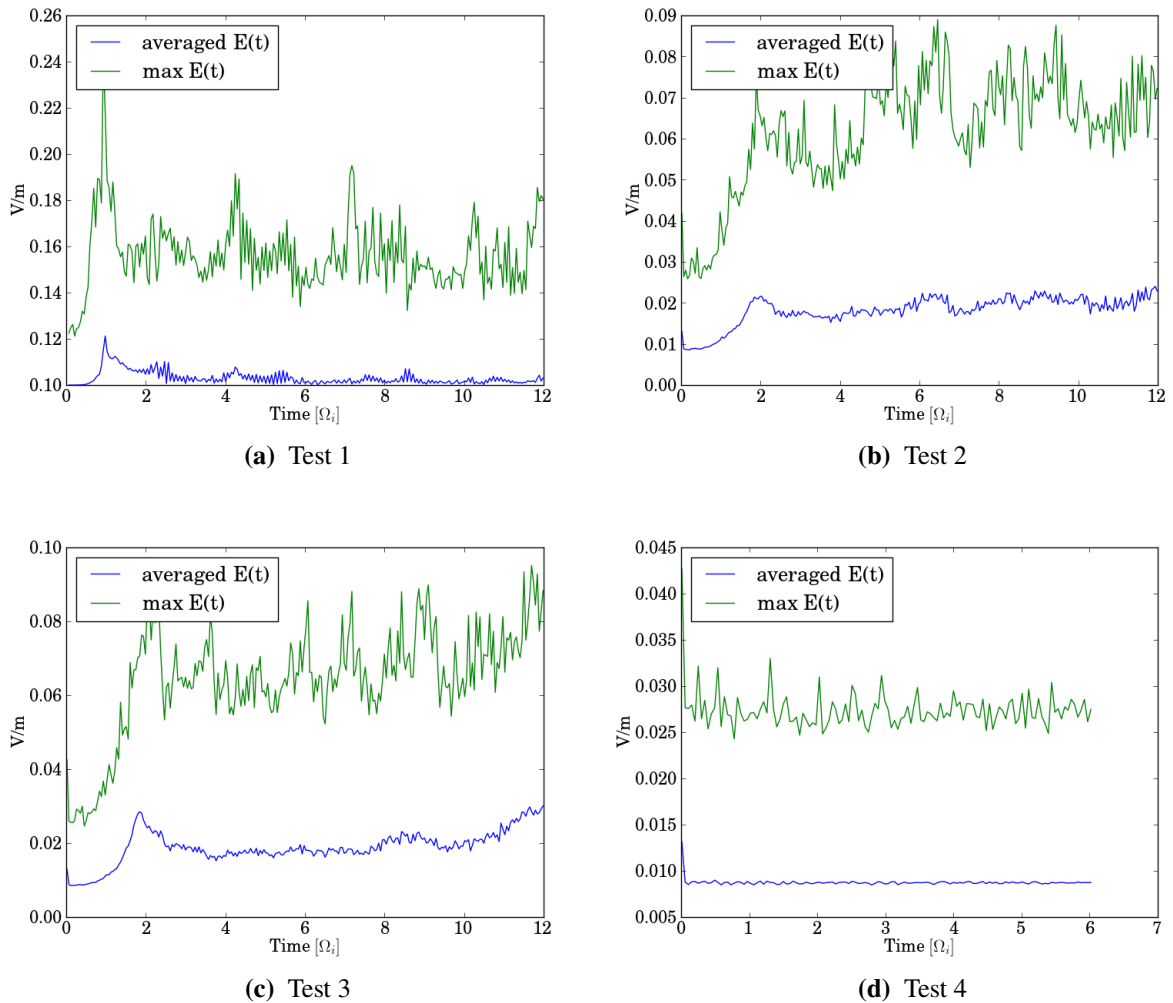 0.26
0.24
0.22
0.20
0.18
0.16
0.14
0.12
0.10
V/m
averaged E(t)
max E(t)
0 2 4 6 8 10 12
Time [Ωᵢ]
(a) Test 1
0.09
0.08
0.07
0.06
0.05
0.04
0.03
0.02
0.01
0.00
V/m
averaged E(t)
max E(t)
0 2 4 6 8 10 12
Time [Ωᵢ]
(b) Test 2
0.10
0.08
0.06
0.04
0.02
0.00
V/m
averaged E(t)
max E(t)
0 2 4 6 8 10 12
Time [Ωᵢ]
(c) Test 3
0.045
0.040
0.035
0.030
0.025
0.020
0.015
0.010
0.005
V/m
averaged E(t)
max E(t)
0 1 2 3 4 5 6 7
Time [Ωᵢ]
(d) Test 4